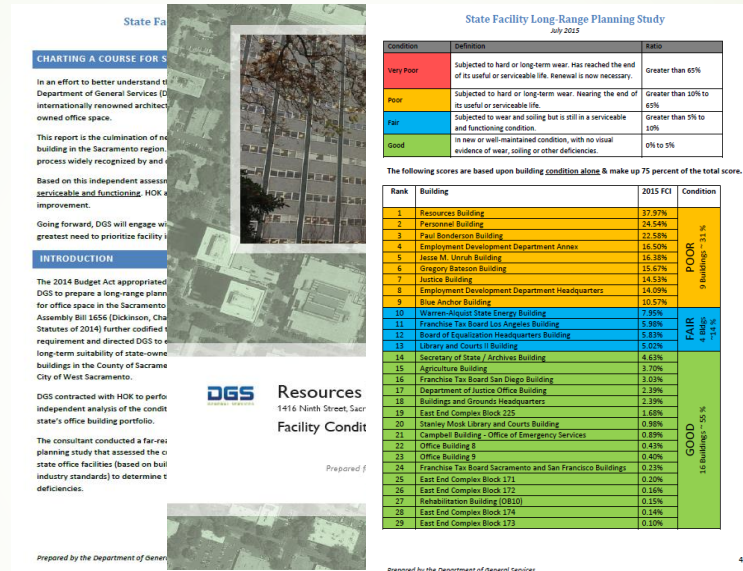 State Fa
CHARTING A COURSE FOR S
In an effort to better understand t
Department of General Services (D
internationally renowned architect
owned office space.
This report is the culmination of ne
building in the Sacramento region.
process widely recognized by and
Based on this independent assessm
serviceable and functioning. HOK a
improvement.
Going forward, DGS will engage wi
greatest need to prioritize facility i
INTRODUCTION
The 2014 Budget Act appropriated
DGS to prepare a long-range plann
for office space in the Sacramento
Assembly Bill 1656 (Dickinson, Cha
Statutes of 2014) further codified t
requirement and directed DGS to e
long-term suitability of state-owne
buildings in the County of Sacrame
City of West Sacramento.
DGS contracted with HOK to perfo
independent analysis of the condit
state's office building portfolio.
The consultant conducted a far-rea
planning study that assessed the c
state office facilities (based on buil
industry standards) to determine t
deficiencies.
Prepared by the Department of Gener
DGS
GENERAL SERVICES
Resources
1416 Ninth Street, Sacr
Facility Condit
Prepared f
State Facility Long-Range Planning Study
July 2015
Condition Definition Ratio
Very Poor Subjected to hard or long-term wear. Has reached the end of its useful or serviceable life. Renewal is now necessary. Greater than 65%
Poor Subjected to hard or long-term wear. Nearing the end of its useful or serviceable life. Greater than 10% to 65%
Fair Subjected to wear and soiling but is still in a serviceable and functioning condition. Greater than 5% to 10%
Good In new or well-maintained condition, with no visual evidence of wear, soiling or other deficiencies. 0% to 5%
The following scores are based upon building condition alone & make up 75 percent of the total score.
Rank Building 2015 FCI Condition
1 Resources Building 37.97%
2 Personnel Building 24.54%
3 Paul Bonderson Building 22.58%
4 Employment Development Department Annex 16.50%
5 Jesse M. Unruh Building 16.38%
6 Gregory Bateson Building 15.67%
7 Justice Building 14.53%
8 Employment Development Department Headquarters 14.09%
9 Blue Anchor Building 10.57%
POOR
9 Buildings ~ 31 %
10 Warren-Alquist State Energy Building 7.95%
11 Franchise Tax Board Los Angeles Building 5.98%
12 Board of Equalization Headquarters Building 5.83%
13 Library and Courts II Building 5.02%
FAIR
4 Bldgs
~14 %
14 Secretary of State / Archives Building 4.63%
15 Agriculture Building 3.70%
16 Franchise Tax Board San Diego Building 3.03%
17 Department of Justice Office Building 2.39%
18 Buildings and Grounds Headquarters 2.39%
19 East End Complex Block 225 1.68%
20 Stanley Mosk Library and Courts Building 0.98%
21 Campbell Building - Office of Emergency Services 0.89%
22 Office Building 8 0.43%
23 Office Building 9 0.40%
24 Franchise Tax Board Sacramento and San Francisco Buildings 0.23%
25 East End Complex Block 171 0.20%
26 East End Complex Block 172 0.16%
27 Rehabilitation Building (OB10) 0.15%
28 East End Complex Block 174 0.14%
29 East End Complex Block 173 0.10%
GOOD
16 Buildings ~ 55 %
4
Prepared by the Department of General Services